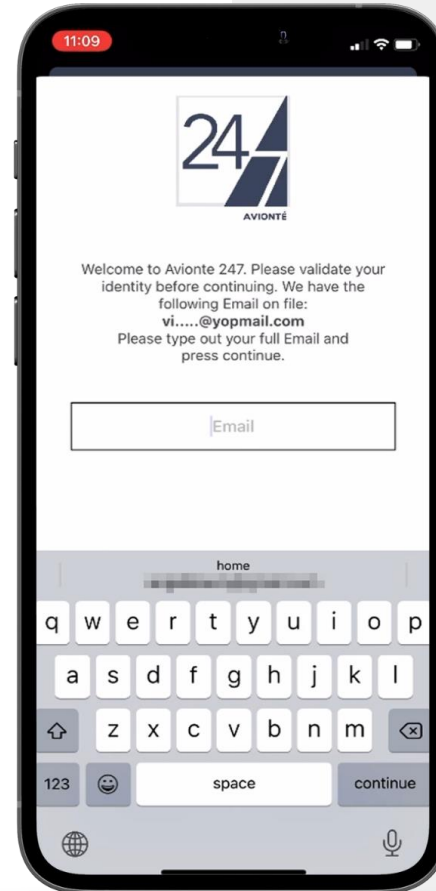 11:09
24
7
AVIONTÉ
Welcome to Avionte 247. Please validate your
identity before continuing. We have the
following Email on file:
vi.....@yopmail.com
Please type out your full Email and
press continue.
Email
home
q w e r t y u i o p
a s d f g h j k l
z x c v b n m
123 space continue